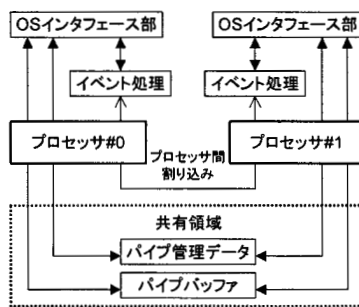 OSインタフェース部
OSインタフェース部
イベント処理
イベント処理
プロセッサ#0
プロセッサ#1
プロセッサ間
割り込み
共有領域
パイプ管理データ
パイプバッファ